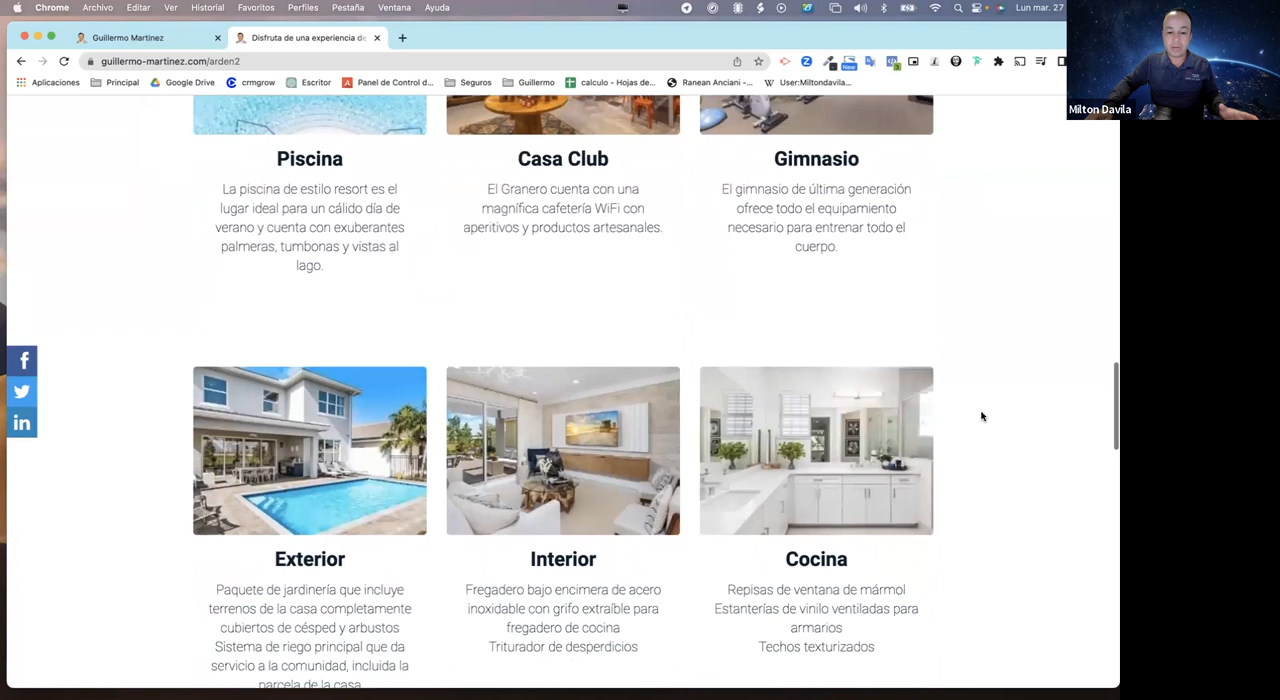 Chrome Archivo Editar Ver Historial Favoritos Perfiles Pestaña Ventana Ayuda Lun mar. 27
Guillermo Martinez
Disfruta de una experiencia de
guillermo-martinez.com/arden2
New
Aplicaciones Principal Google Drive crmgrow Escritor Panel de Control d... Seguros Guillermo calculo - Hojas de... Ranean Anciani -... User:Miltondavila...
Milton Davila
Piscina
La piscina de estilo resort es el
lugar ideal para un cálido día de
verano y cuenta con exuberantes
palmeras, tumbonas y vistas al
lago.
Casa Club
El Granero cuenta con una
magnífica cafetería WiFi con
aperitivos y productos artesanales.
Gimnasio
El gimnasio de última generación
ofrece todo el equipamiento
necesario para entrenar todo el
cuerpo.
Exterior
Paquete de jardinería que incluye
terrenos de la casa completamente
cubiertos de césped y arbustos
Sistema de riego principal que da
servicio a la comunidad, incluida la
parcela de la casa
Interior
Fregadero bajo encimera de acero
inoxidable con grifo extraíble para
fregadero de cocina
Triturador de desperdicios
Cocina
Repisas de ventana de mármol
Estanterías de vinilo ventiladas para
armarios
Techos texturizados